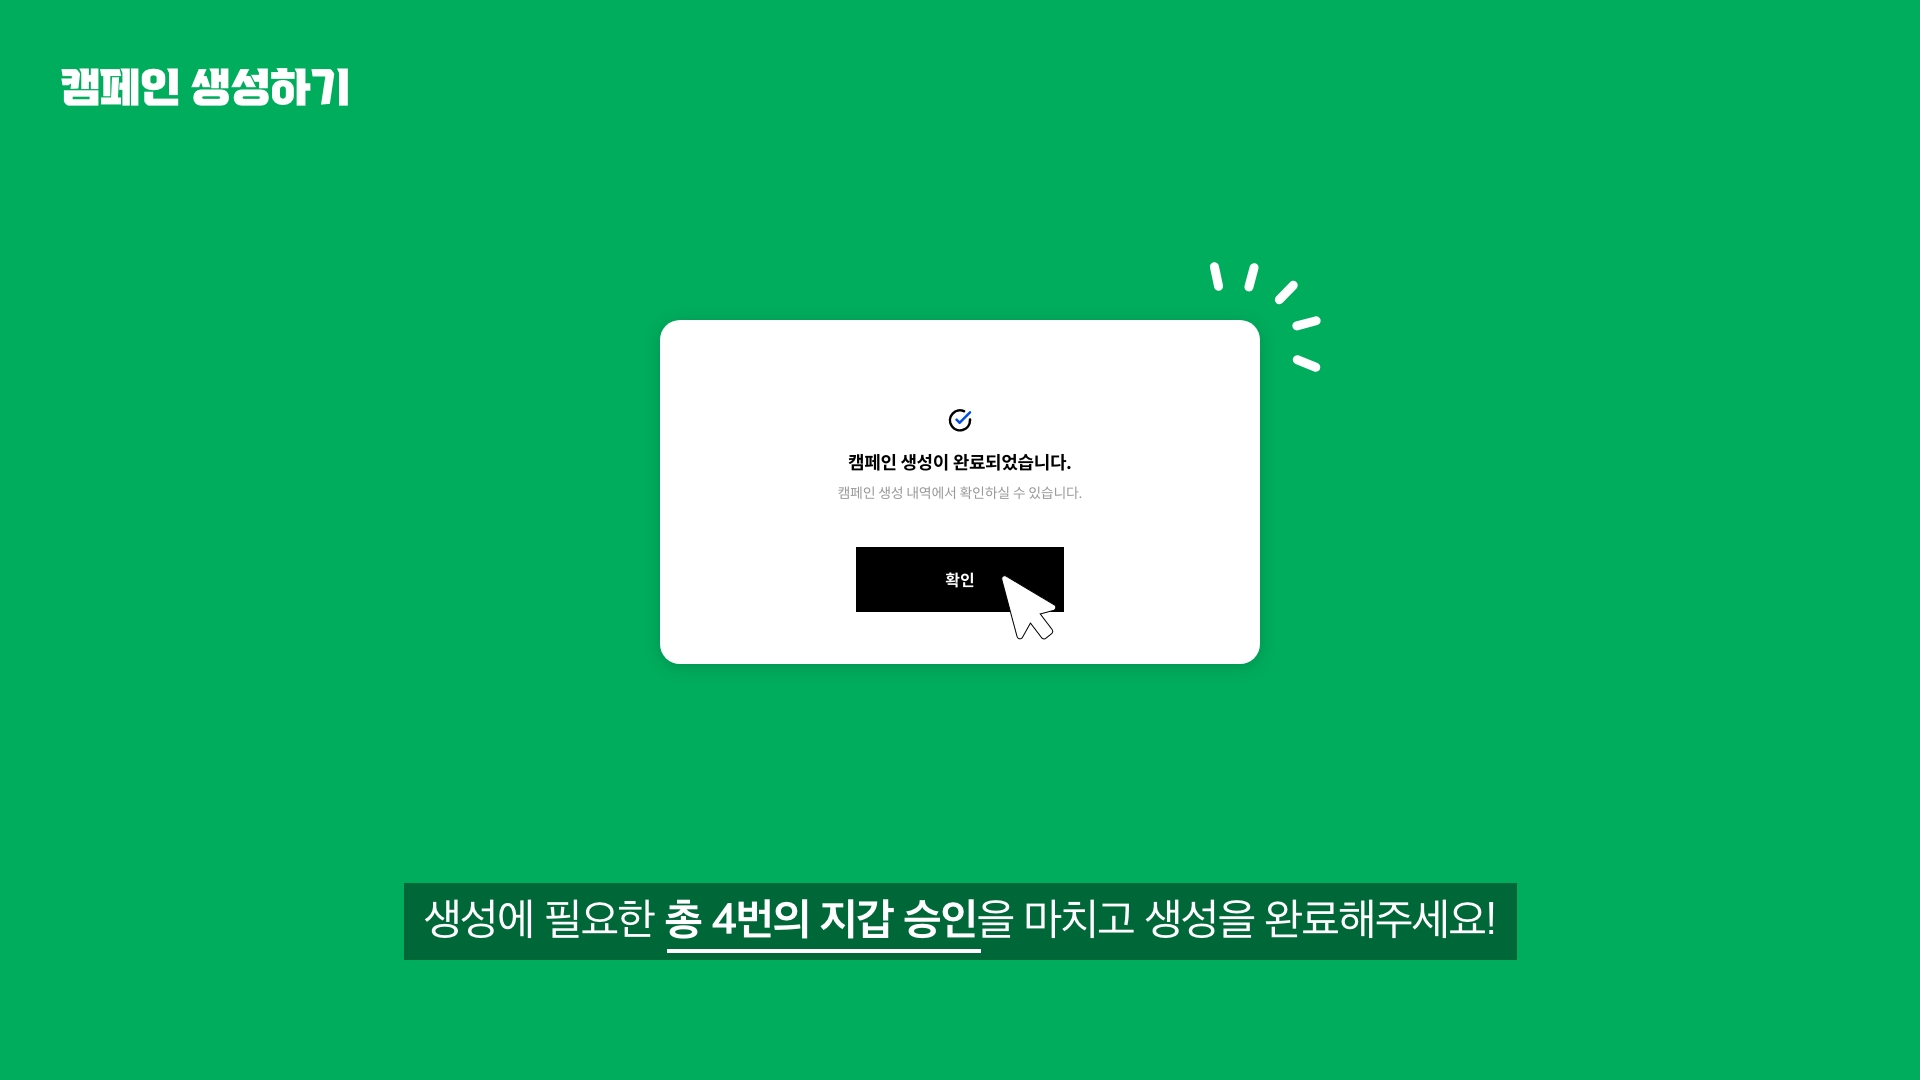 캠페인 생성하기
캠페인 생성이 완료되었습니다.
캠페인 생성 내역에서 확인하실 수 있습니다.
확인
생성에 필요한 총 4번의 지갑 승인을 마치고 생성을 완료해주세요!